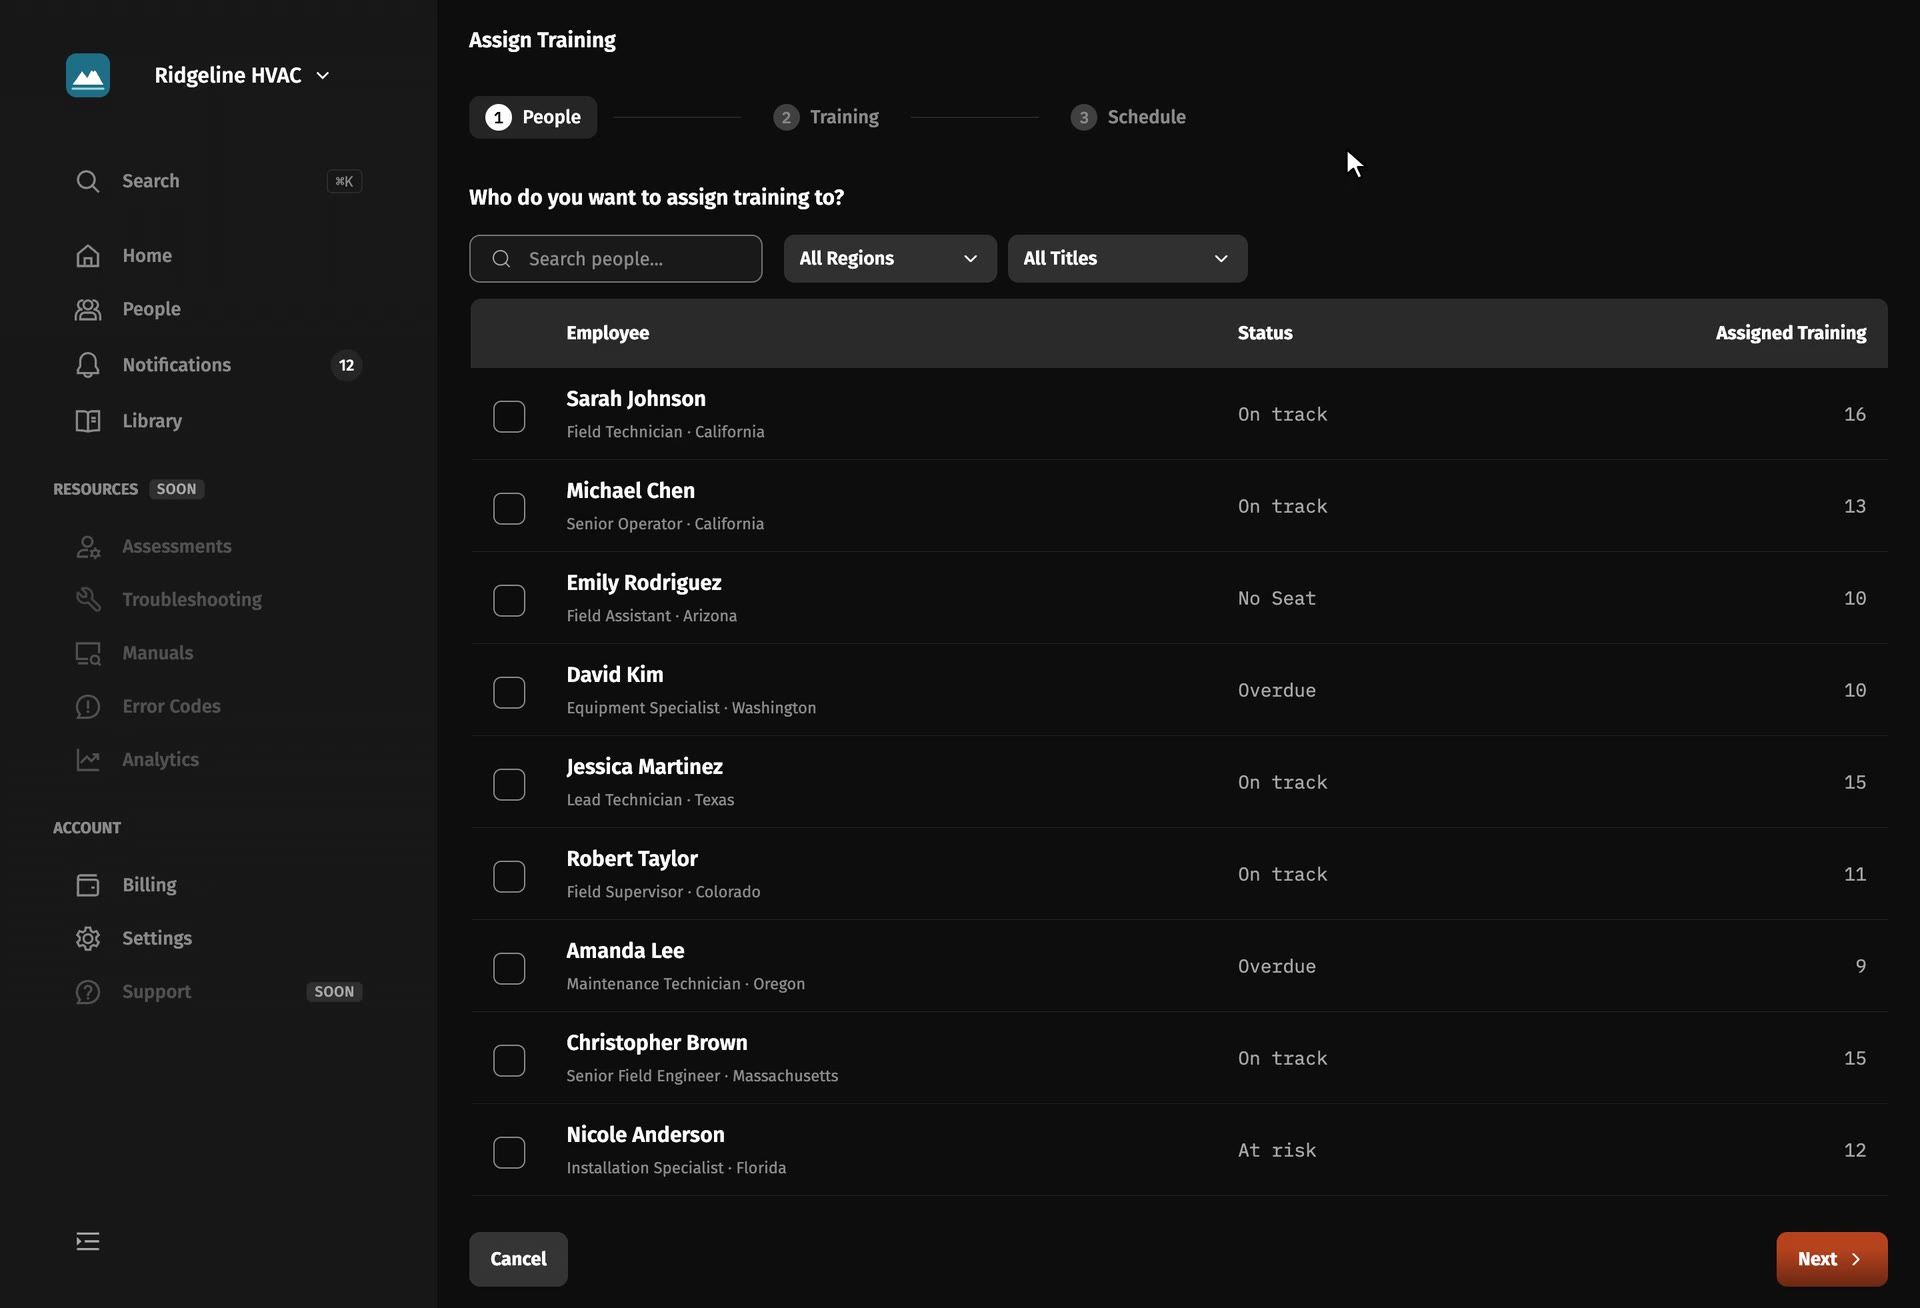 Ridgeline HVAC
Search
⌘K
Home
People
Notifications
12
Library
RESOURCES SOON
Assessments
Troubleshooting
Manuals
Error Codes
Analytics
ACCOUNT
Billing
Settings
Support SOON
Assign Training
1 People
2 Training
3 Schedule
Who do you want to assign training to?
Search people...
All Regions
All Titles
Employee Status Assigned Training
Sarah Johnson
Field Technician · California
On track
16
Michael Chen
Senior Operator · California
On track
13
Emily Rodriguez
Field Assistant · Arizona
No Seat
10
David Kim
Equipment Specialist · Washington
Overdue
10
Jessica Martinez
Lead Technician · Texas
On track
15
Robert Taylor
Field Supervisor · Colorado
On track
11
Amanda Lee
Maintenance Technician · Oregon
Overdue
9
Christopher Brown
Senior Field Engineer · Massachusetts
On track
15
Nicole Anderson
Installation Specialist · Florida
At risk
12
Cancel
Next